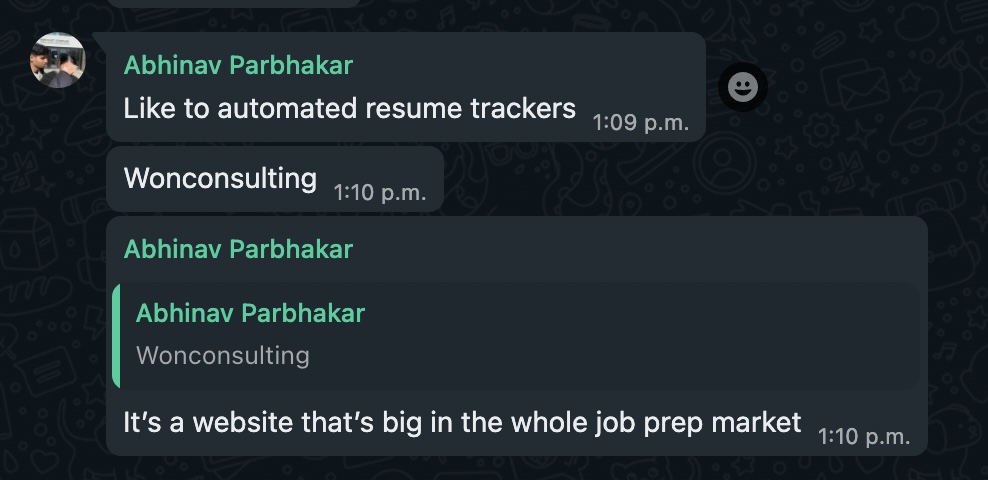 Abhinav Parbhakar
Like to automated resume trackers 1:09 p.m.
Wonconsulting 1:10 p.m.
Abhinav Parbhakar
Abhinav Parbhakar
Wonconsulting
It's a website that's big in the whole job prep market 1:10 p.m.